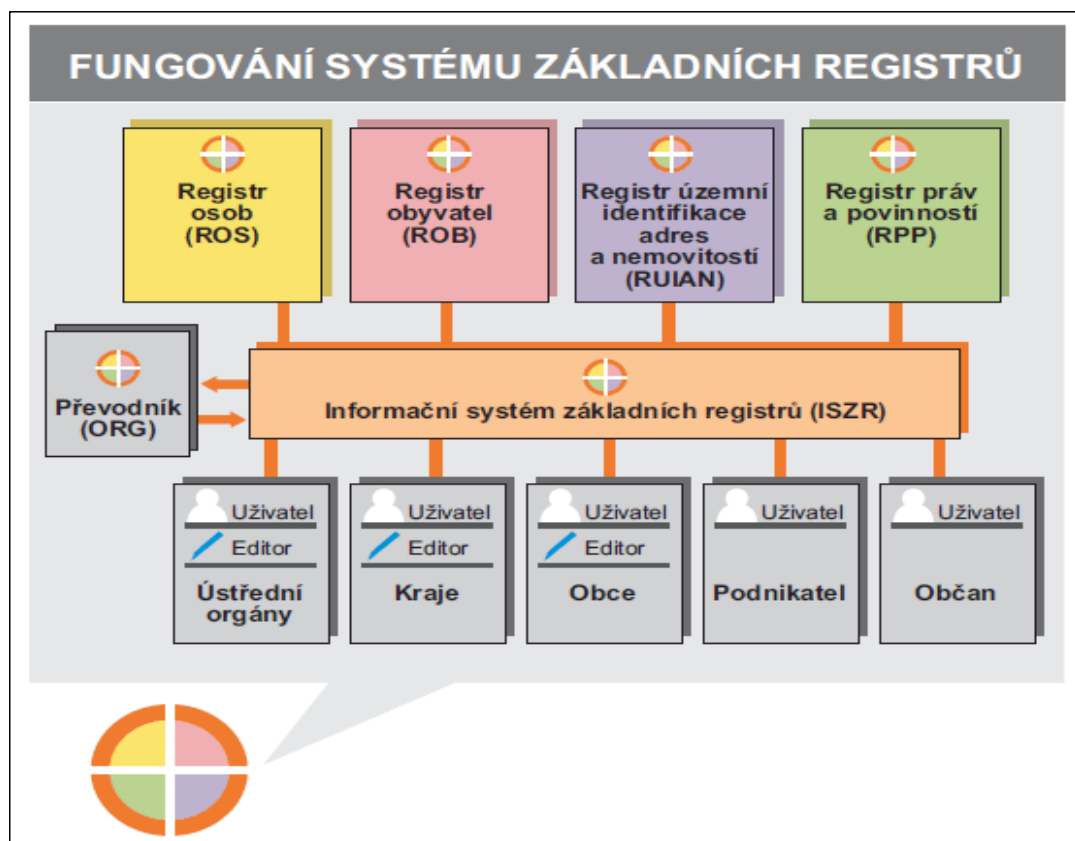 FUNGOVÁNÍ SYSTÉMU ZÁKLADNÍCH REGISTRŮ
Registr
osob
(ROS)
Registr
obyvatel
(ROB)
Registr územní
identifikace
adres
a nemovitostí
(RUIAN)
Registr práv
a povinností
(RPP)
Převodník
(ORG)
Informační systém základních registrů (ISZR)
Uživatel
Editor
Ústřední
orgány
Uživatel
Editor
Kraje
Uživatel
Editor
Obce
Uživatel
Podnikatel
Uživatel
Občan